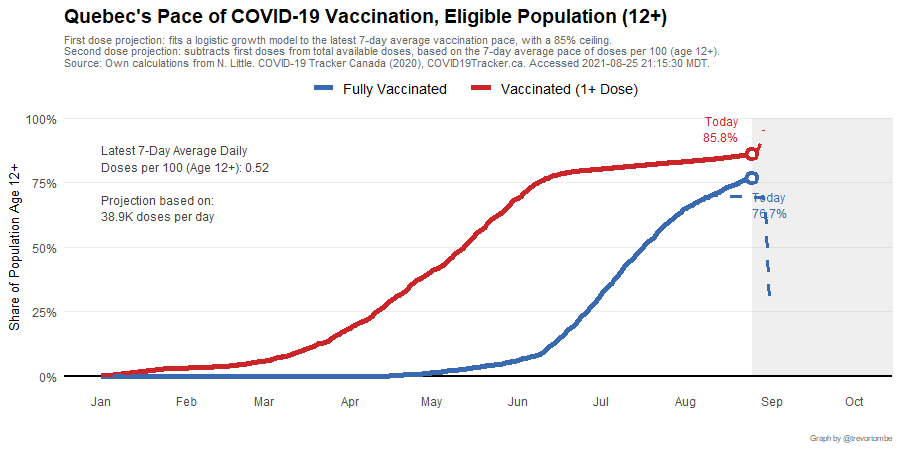 Quebec's Pace of COVID-19 Vaccination, Eligible Population (12+)
First dose projection: fits a logistic growth model to the latest 7-day average vaccination pace, with a 85% ceiling.
Second dose projection: subtracts first doses from total available doses, based on the 7-day average pace of doses per 100 (age 12+).
Source: Own calculations from N. Little. COVID-19 Tracker Canada (2020), COVID19Tracker.ca. Accessed 2021-08-25 21:15:30 MDT.
Fully Vaccinated
Vaccinated (1+ Dose)
Share of Population Age 12+
100%
75%
50%
25%
0%
Latest 7-Day Average Daily
Doses per 100 (Age 12+): 0.52
Projection based on:
38.9K doses per day
Today
85.8%
Today
76.7%
Jan
Feb
Mar
Apr
May
Jun
Jul
Aug
Sep
Oct
Graph by @trevortombe